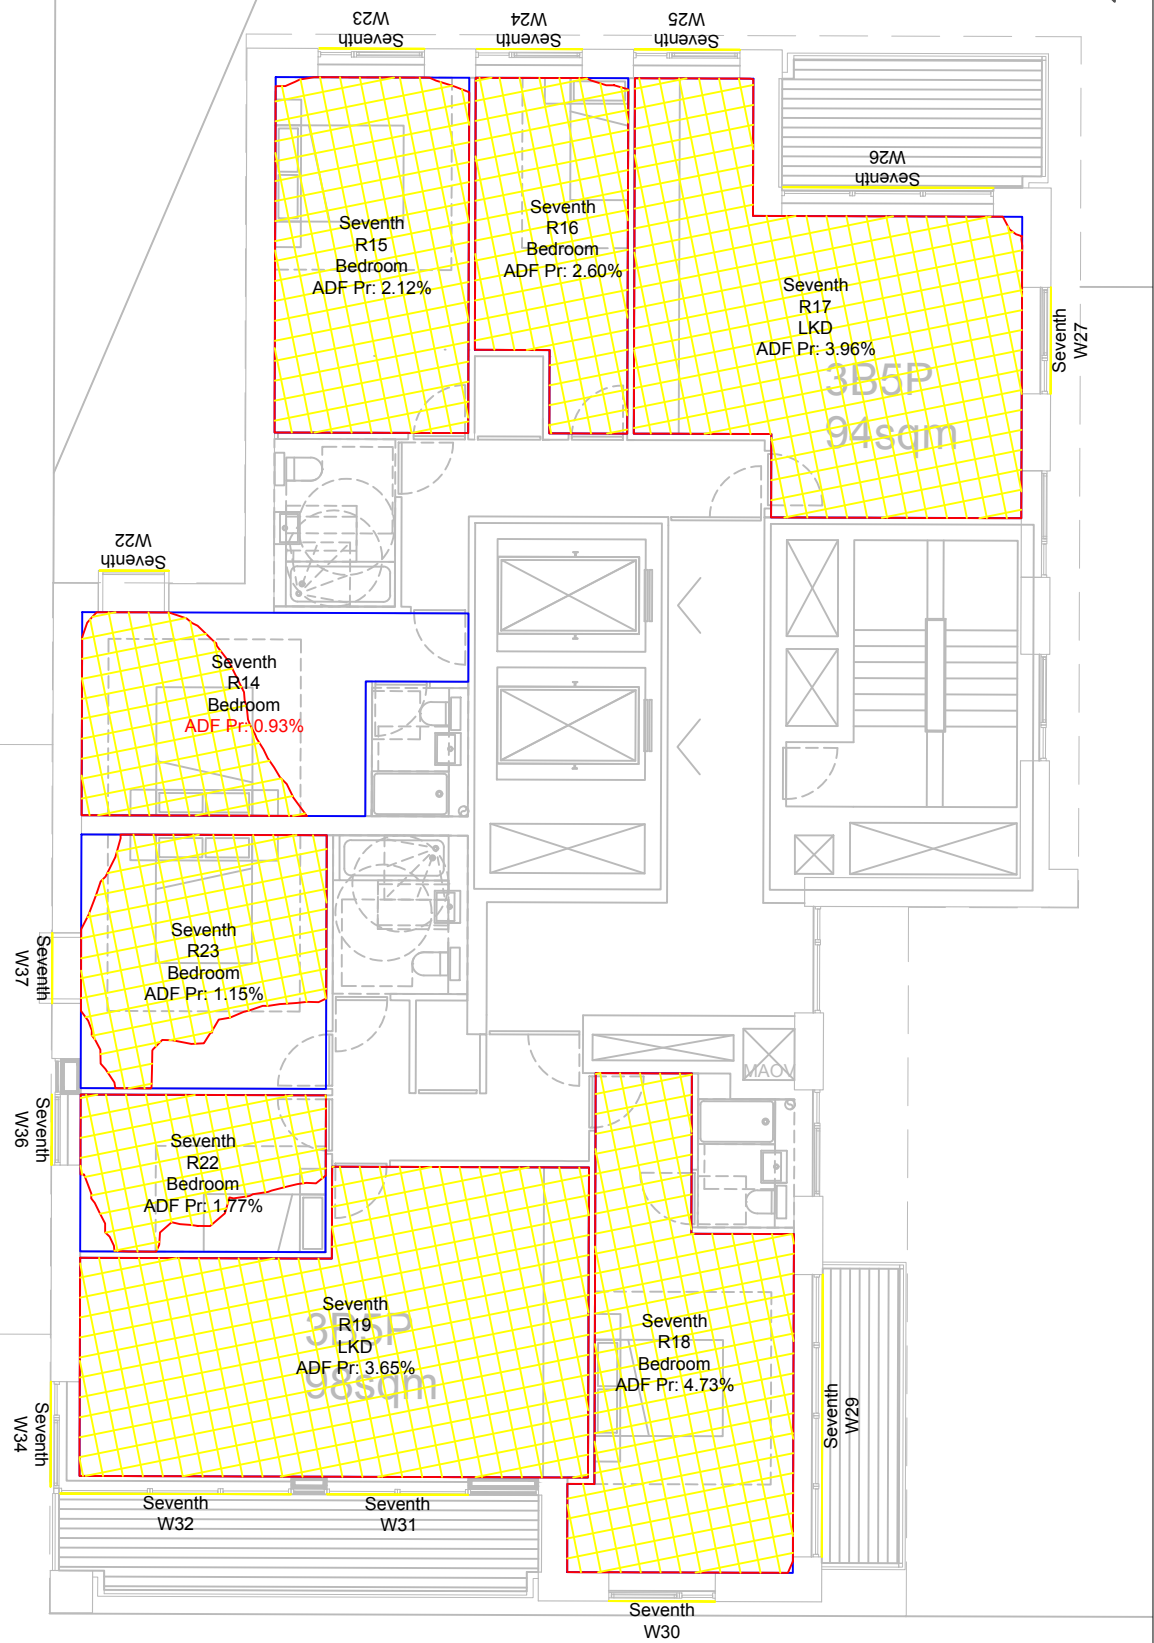 Seventh
W23
Seventh
W24
Seventh
W25
Seventh
W26
Seventh
R15
Bedroom
ADF Pr: 2.12%
Seventh
R16
Bedroom
ADF Pr: 2.60%
Seventh
R17
LKD
ADF Pr: 3.96%
3B5P
94sqm
Seventh
W27
Seventh
W22
Seventh
R14
Bedroom
ADF Pr: 0.93%
Seventh
R23
Bedroom
ADF Pr: 1.15%
Seventh
W37
MAOV
Seventh
W36
Seventh
R22
Bedroom
ADF Pr: 1.77%
Seventh
R19
LKD
ADF Pr: 3.65%
3B5P
98sqm
Seventh
R18
Bedroom
ADF Pr: 4.73%
Seventh
W29
Seventh
W34
Seventh
W32
Seventh
W31
Seventh
W30